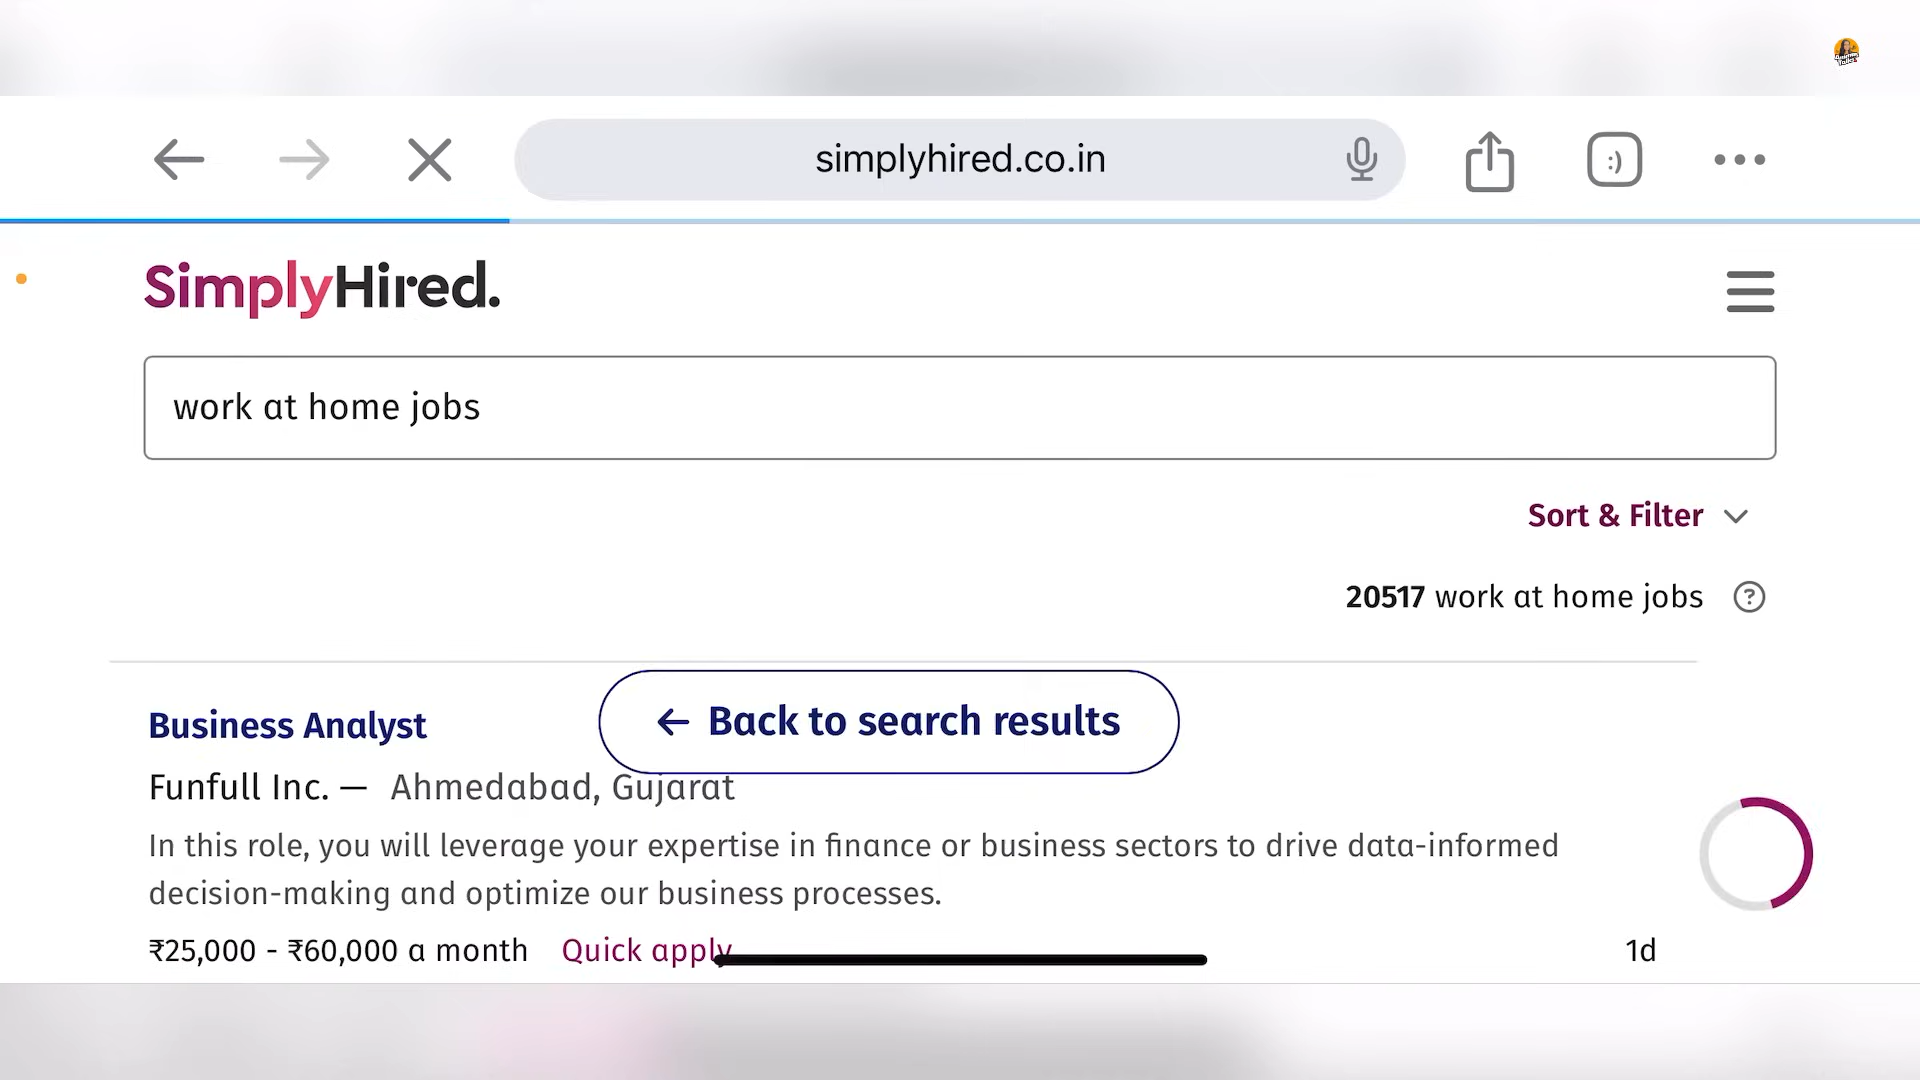 simplyhired.co.in
:)
SimplyHired.
work at home jobs
Sort & Filter
20517 work at home jobs ?
← Back to search results
Business Analyst
Funfull Inc. — Ahmedabad, Gujarat
In this role, you will leverage your expertise in finance or business sectors to drive data-informed
decision-making and optimize our business processes.
₹25,000 - ₹60,000 a month Quick apply 1d